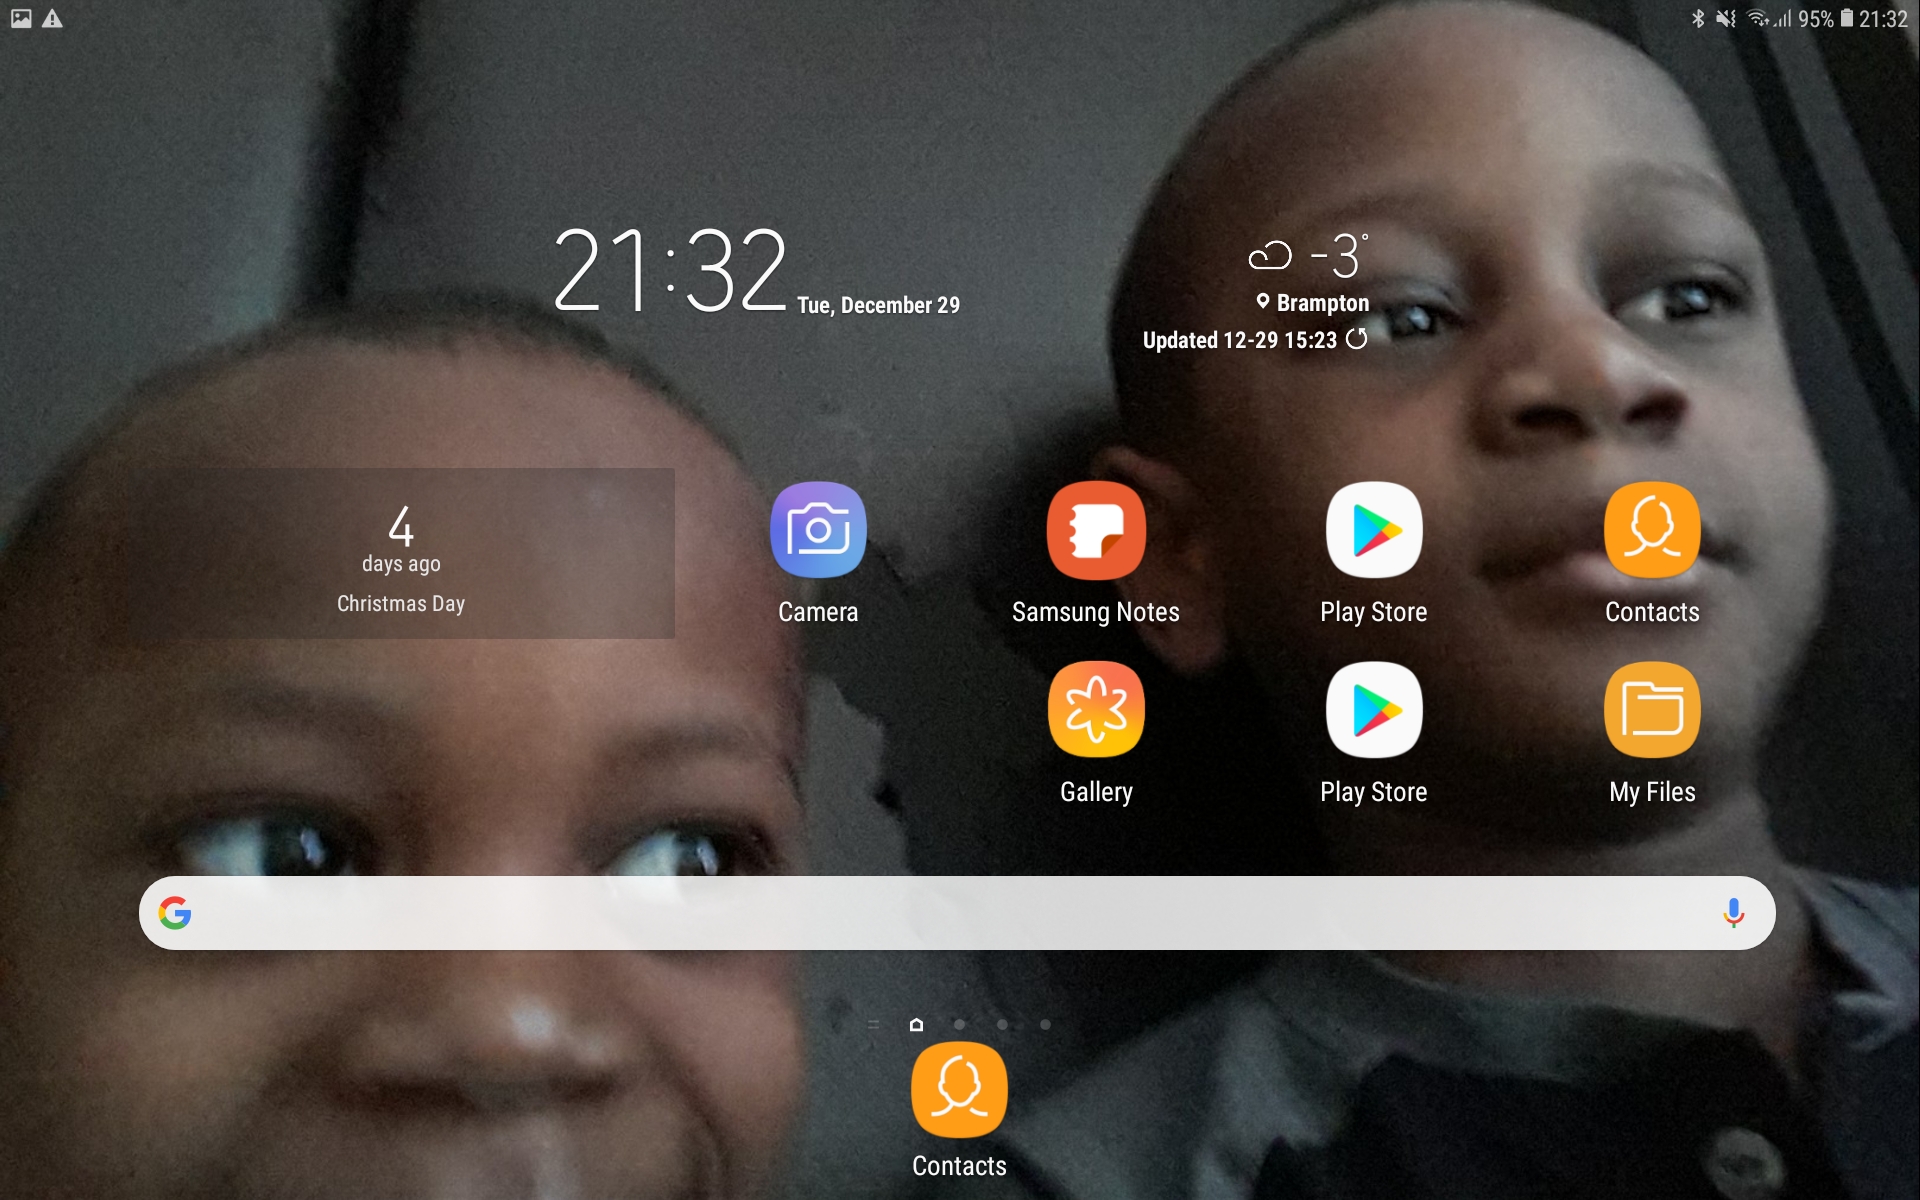 95% 21:32
21:32 Tue, December 29
-3°
Brampton
Updated 12-29 15:23
4
days ago
Christmas Day
Camera
Samsung Notes
Play Store
Contacts
Gallery
Play Store
My Files
G
Contacts